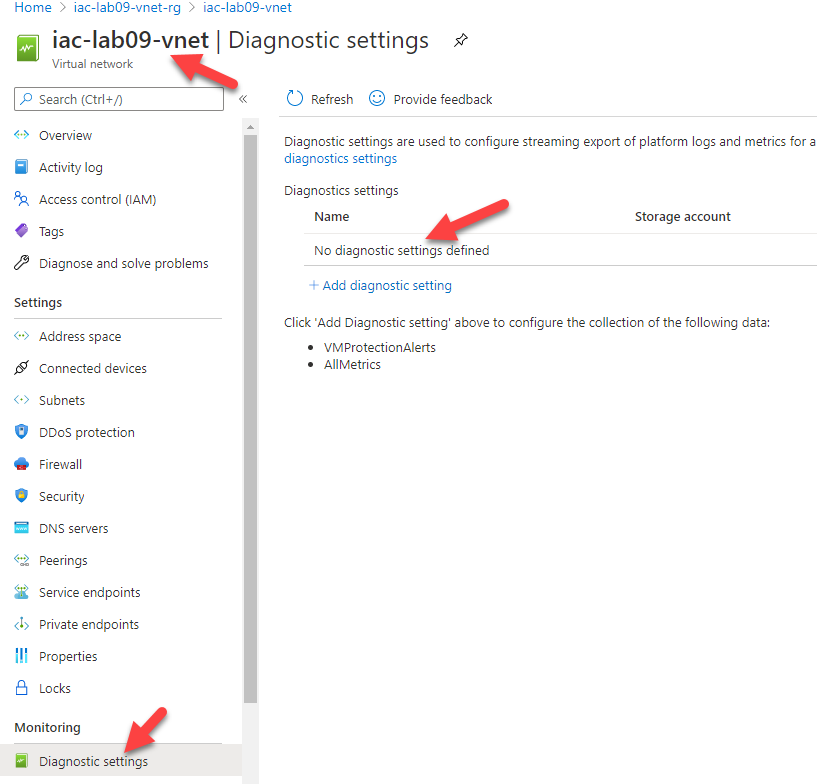 Home > iac-lab09-vnet-rg > iac-lab09-vnet
iac-lab09-vnet | Diagnostic settings
Virtual network
Search (Ctrl+/)
«
Overview
Activity log
Access control (IAM)
Tags
Diagnose and solve problems
Settings
Address space
Connected devices
Subnets
DDoS protection
Firewall
Security
DNS servers
Peerings
Service endpoints
Private endpoints
Properties
Locks
Monitoring
Diagnostic settings
Refresh Provide feedback
Diagnostic settings are used to configure streaming export of platform logs and metrics for a
diagnostics settings
Diagnostics settings
Name Storage account
No diagnostic settings defined
+ Add diagnostic setting
Click 'Add Diagnostic setting' above to configure the collection of the following data:
• VMProtectionAlerts
• AllMetrics